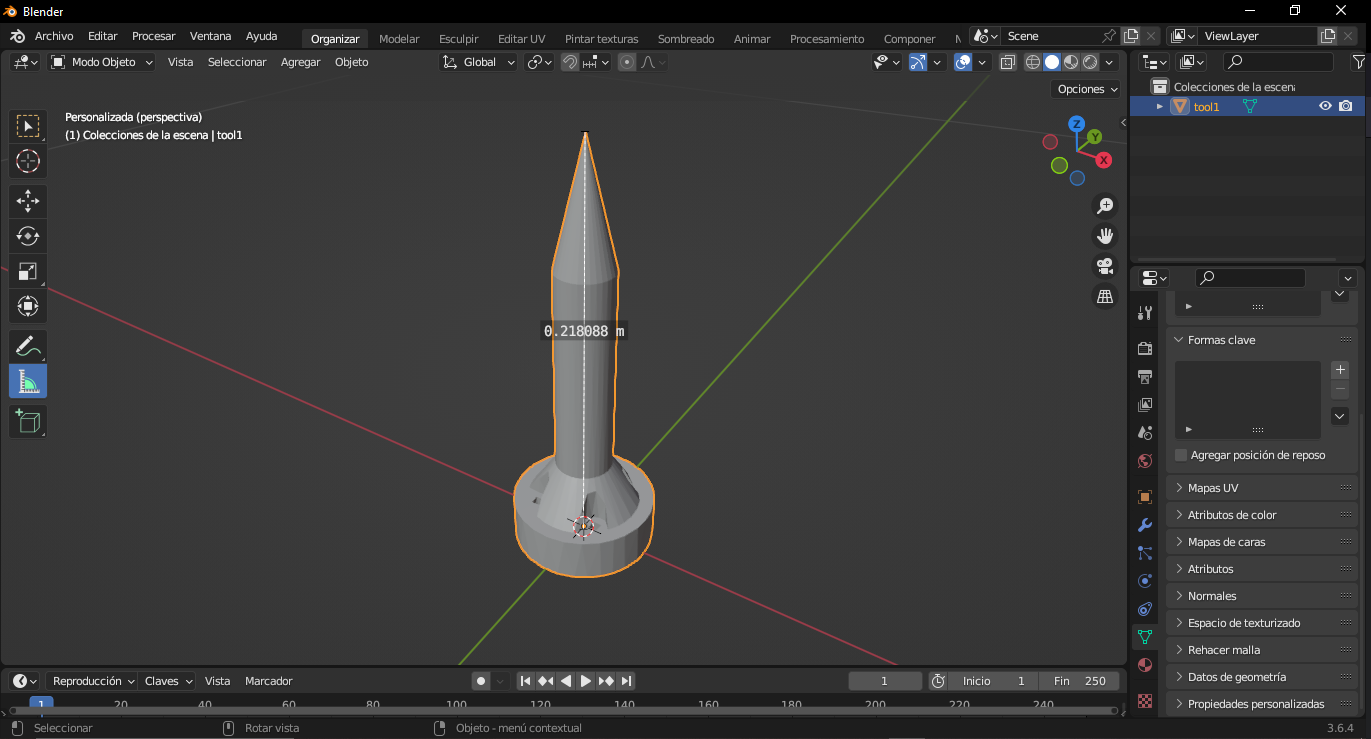 Blender
Archivo Editar Procesar Ventana Ayuda Organizar Modelar Esculpir Editar UV Pintar texturas Sombreado Animar Procesamiento Componer Scene ViewLayer
Modo Objeto Vista Seleccionar Agregar Objeto Global
Opciones
Personalizada (perspectiva)
(1) Colecciones de la escena | tool1
Z
Y
X
0.218088 m
Colecciones de la escena
tool1
Formas clave
Agregar posición de reposo
Mapas UV
Atributos de color
Mapas de caras
Atributos
Normales
Espacio de texturizado
Rehacer malla
Datos de geometría
Propiedades personalizadas
Reproducción Claves Vista Marcador 1 Inicio 1 Fin 250
1 20 40 60 80 100 120 140 160 180 200 220 240
Seleccionar Rotar vista Objeto - menú contextual 3.6.4